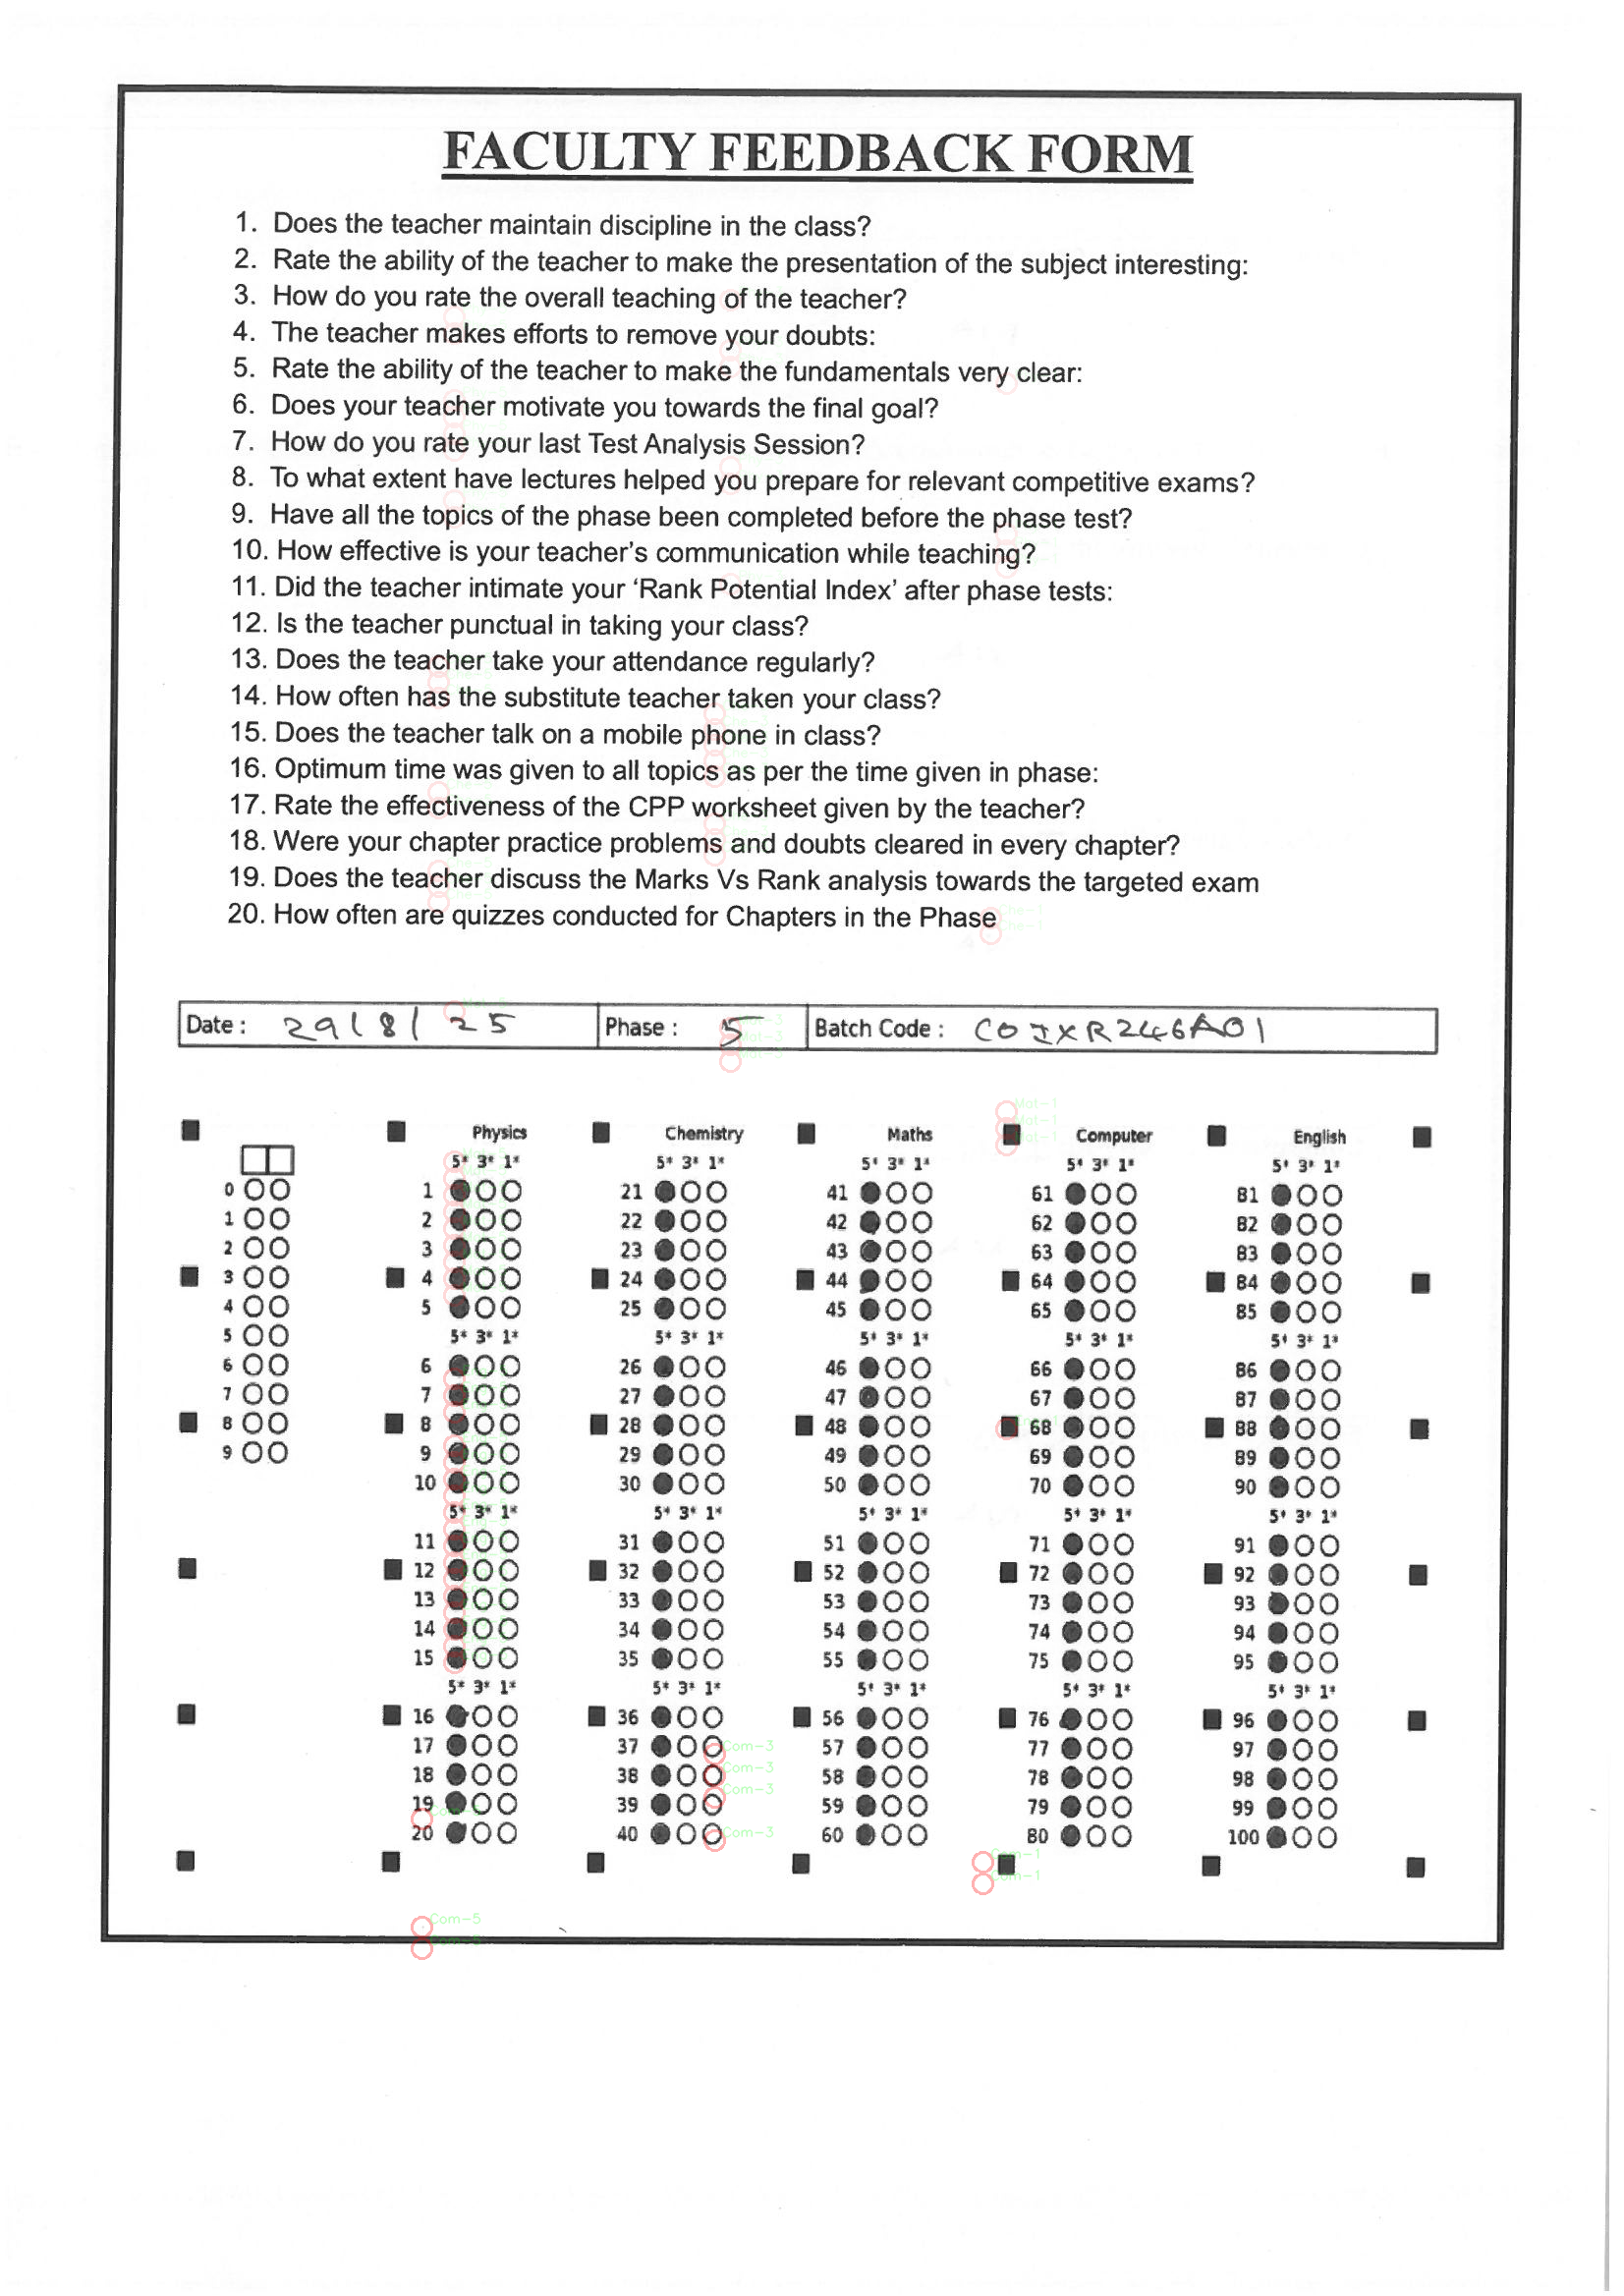 FACULTY FEEDBACK FORM
1. Does the teacher maintain discipline in the class?
2. Rate the ability of the teacher to make the presentation of the subject interesting:
3. How do you rate the overall teaching of the teacher?
4. The teacher makes efforts to remove your doubts:
5. Rate the ability of the teacher to make the fundamentals very clear:
6. Does your teacher motivate you towards the final goal?
7. How do you rate your last Test Analysis Session?
8. To what extent have lectures helped you prepare for relevant competitive exams?
9. Have all the topics of the phase been completed before the phase test?
10. How effective is your teacher's communication while teaching?
11. Did the teacher intimate your ‘Rank Potential Index’ after phase tests:
12. Is the teacher punctual in taking your class?
13. Does the teacher take your attendance regularly?
14. How often has the substitute teacher taken your class?
15. Does the teacher talk on a mobile phone in class?
16. Optimum time was given to all topics as per the time given in phase:
17. Rate the effectiveness of the CPP worksheet given by the teacher?
18. Were your chapter practice problems and doubts cleared in every chapter?
19. Does the teacher discuss the Marks Vs Rank analysis towards the targeted exam
20. How often are quizzes conducted for Chapters in the Phase
Date : 29/8/25 Phase : 5 Batch Code : COJXR246A01
Physics Chemistry Maths Computer English
5* 3* 1* 5* 3* 1* 5* 3* 1* 5* 3* 1* 5* 3* 1*
0 1 21 41 61 81
1 2 22 42 62 82
2 3 23 43 63 83
3 4 24 44 64 84
4 5 25 45 65 85
5 5* 3* 1* 5* 3* 1* 5* 3* 1* 5* 3* 1* 5* 3* 1*
6 6 26 46 66 86
7 7 27 47 67 87
8 8 28 48 68 88
9 9 29 49 69 89
10 30 50 70 90
5* 3* 1* 5* 3* 1* 5* 3* 1* 5* 3* 1* 5* 3* 1*
11 31 51 71 91
12 32 52 72 92
13 33 53 73 93
14 34 54 74 94
15 35 55 75 95
5* 3* 1* 5* 3* 1* 5* 3* 1* 5* 3* 1* 5* 3* 1*
16 36 56 76 96
17 37 57 77 97
18 38 58 78 98
19 39 59 79 99
20 40 60 80 100